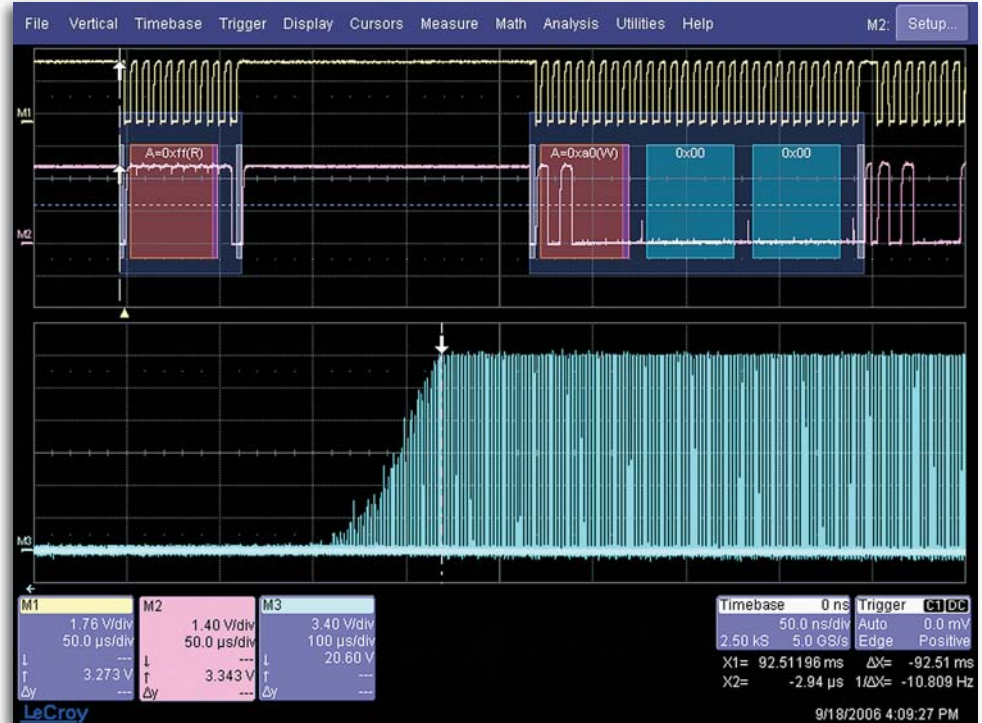 File Vertical Timebase Trigger Display Cursors Measure Math Analysis Utilities Help M2: Setup...
M1
A=0xff(R) A=0xa0(W) 0x00 0x00
M2
M3
M1
1.76 V/div
50.0 µs/div
---
3.273 V
Δy ---
M2
1.40 V/div
50.0 µs/div
---
3.343 V
Δy ---
M3
3.40 V/div
100 µs/div
20.60 V
---
Δy ---
Timebase 0 ns
50.0 ns/div
2.50 kS 5.0 GS/s
Trigger C1 DC
Auto 0.0 mV
Edge Positive
X1= 92.51196 ms ΔX= -92.51 ms
X2= -2.94 µs 1/ΔX= -10.809 Hz
LeCroy
9/18/2006 4:09:27 PM